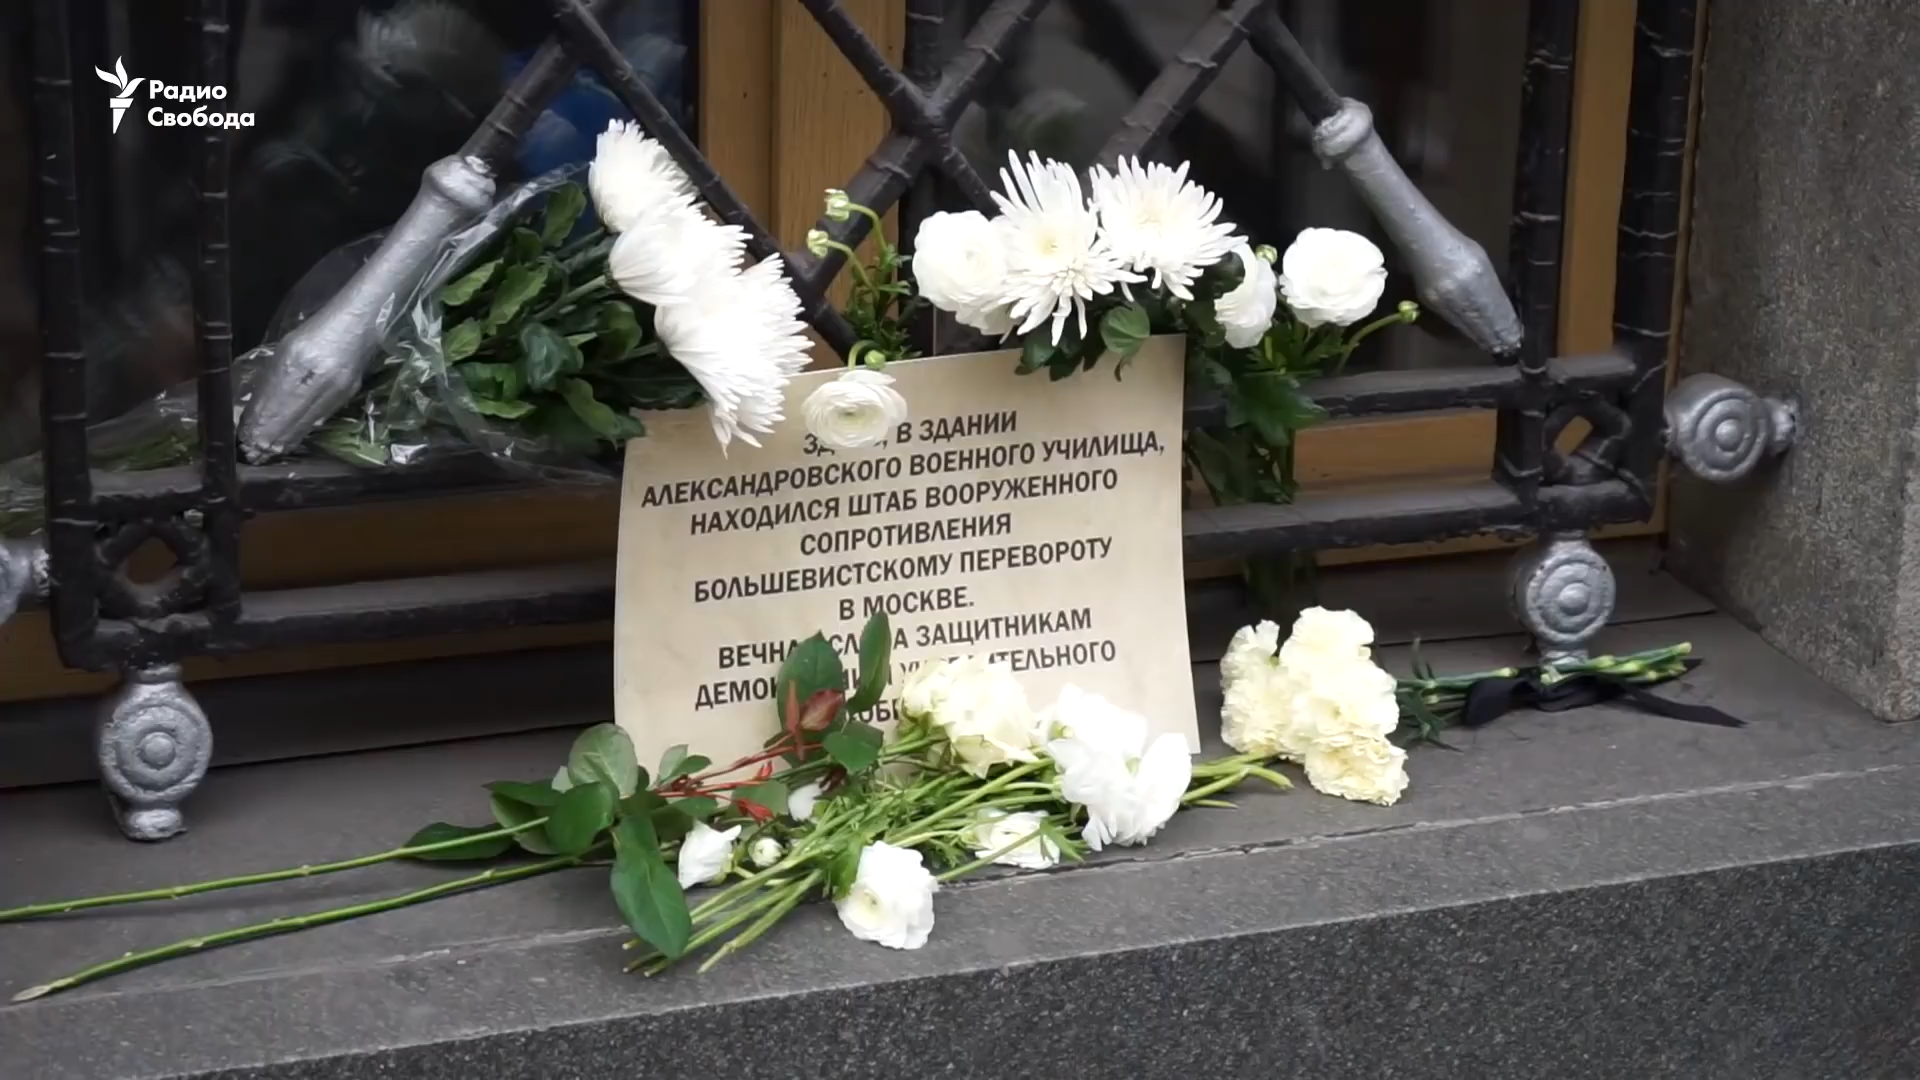 Радио
Свобода
В ЗДАНИИ
АЛЕКСАНДРОВСКОГО ВОЕННОГО УЧИЛИЩА,
НАХОДИЛСЯ ШТАБ ВООРУЖЕННОГО
СОПРОТИВЛЕНИЯ
БОЛЬШЕВИСТСКОМУ ПЕРЕВОРОТУ
В МОСКВЕ.
ЗАЩИТНИКАМ